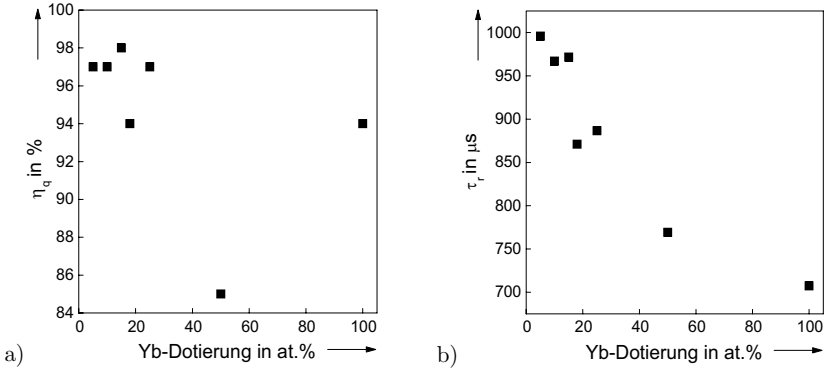 100
98
96
94
92
90
88
86
84
η_q in %
0 20 40 60 80 100
Yb-Dotierung in at.%
a)
1000
950
900
850
800
750
700
τ_r in μs
0 20 40 60 80 100
Yb-Dotierung in at.%
b)